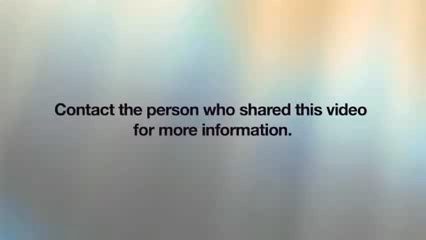 Contact the person who shared this video
for more information.